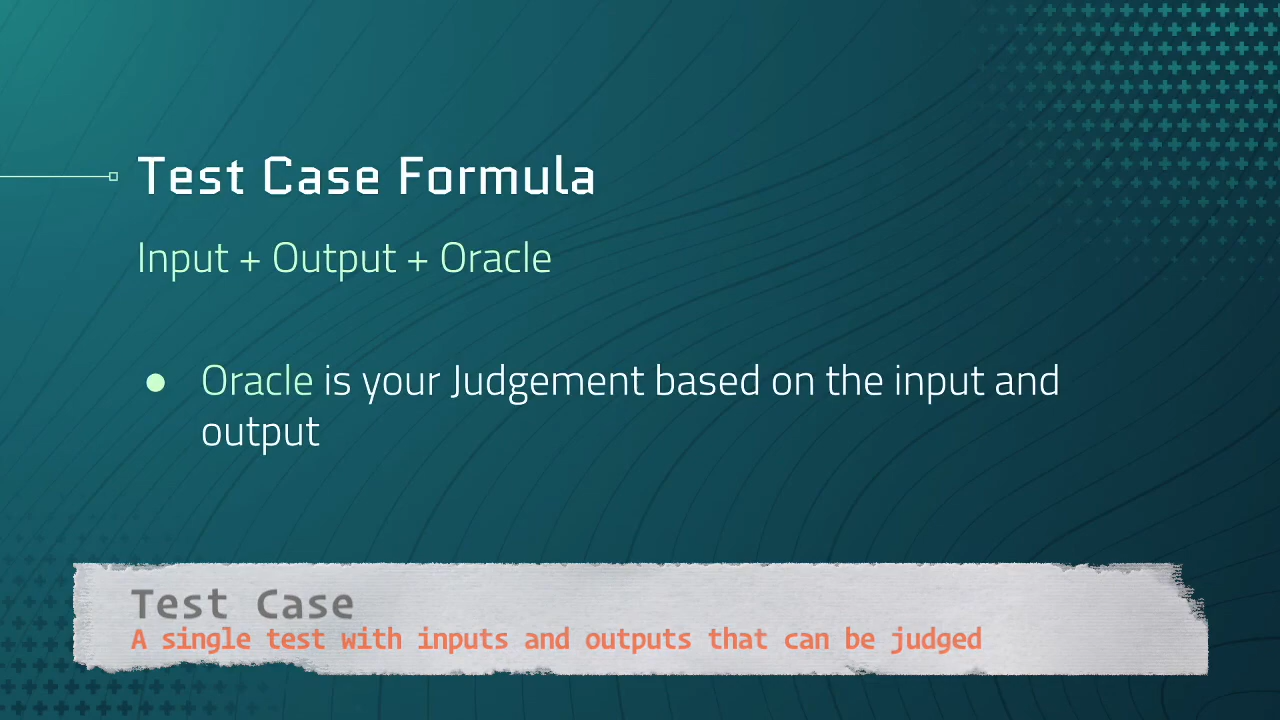 Test Case Formula
Input + Output + Oracle
● Oracle is your Judgement based on the input and
output
Test Case
A single test with inputs and outputs that can be judged